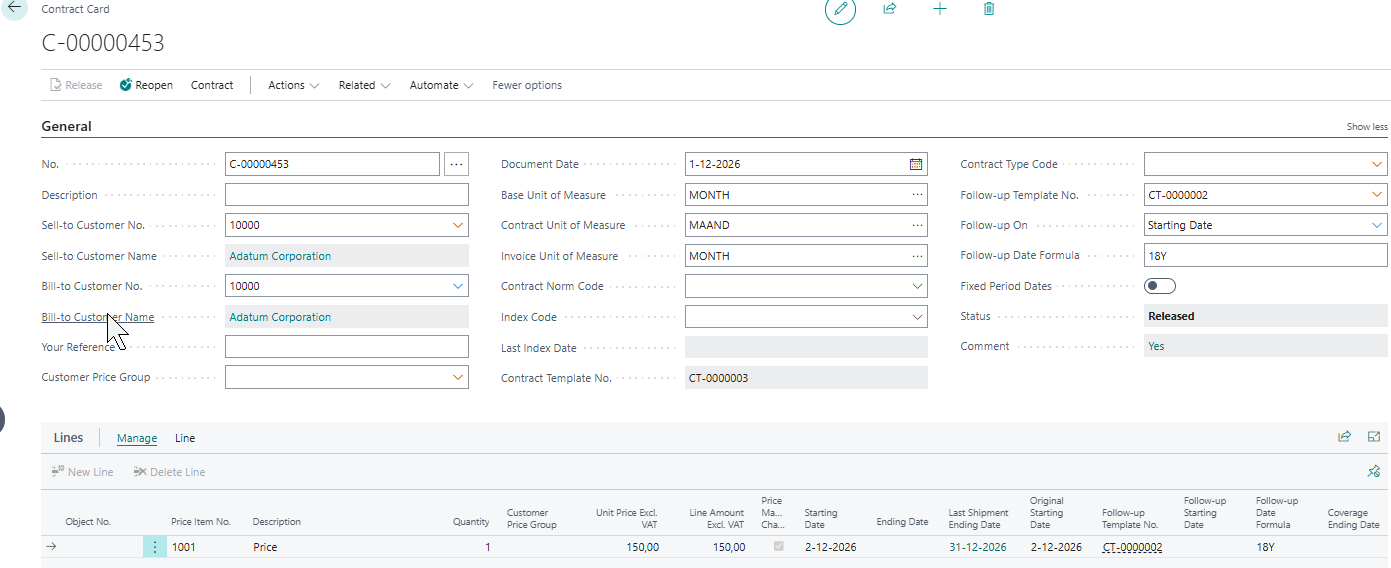 Contract Card
C-00000453
Release Reopen Contract Actions Related Automate Fewer options
General Show less
No. C-00000453 ... Document Date 1-12-2026 Contract Type Code
Description Base Unit of Measure MONTH ... Follow-up Template No. CT-0000002
Sell-to Customer No. 10000 Contract Unit of Measure MAAND ... Follow-up On Starting Date
Sell-to Customer Name Adatum Corporation Invoice Unit of Measure MONTH ... Follow-up Date Formula 18Y
Bill-to Customer No. 10000 Contract Norm Code Fixed Period Dates
Bill-to Customer Name Adatum Corporation Index Code Status Released
Your Reference Last Index Date Comment Yes
Customer Price Group Contract Template No. CT-0000003
Lines Manage Line
New Line Delete Line
Object No. Price Item No. Description Quantity Customer Price Group Unit Price Excl. VAT Line Amount Excl. VAT Price Ma... Cha... Starting Date Ending Date Last Shipment Ending Date Original Starting Date Follow-up Template No. Follow-up Starting Date Follow-up Date Formula Coverage Ending Date
1001 Price 1 150,00 150,00 2-12-2026 31-12-2026 2-12-2026 CT-0000002 18Y